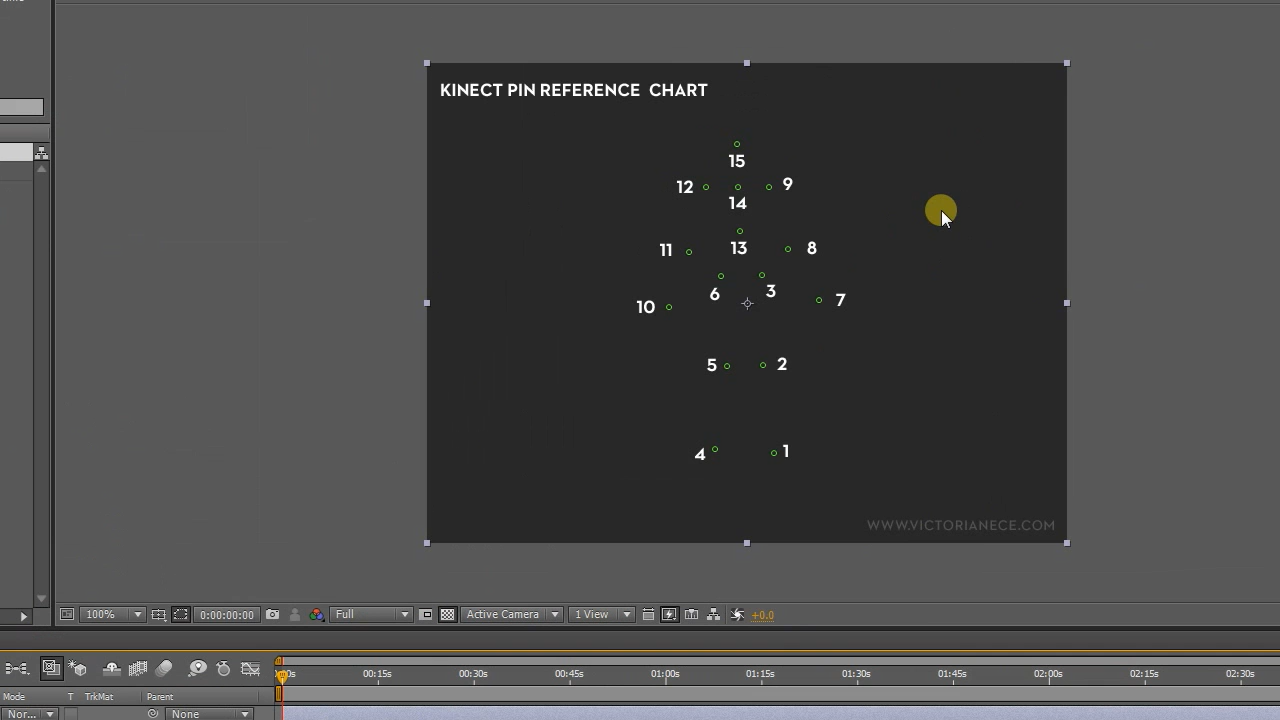 KINECT PIN REFERENCE CHART
15
12
9
14
11
13
8
6
3
10
7
5
2
4
1
WWW.VICTORIANECE.COM
100%
0:00:00:00
Full
Active Camera
1 View
+0.0
00s 00:15s 00:30s 00:45s 01:00s 01:15s 01:30s 01:45s 02:00s 02:15s 02:30s
Mode T TrkMat Parent
Nor... None